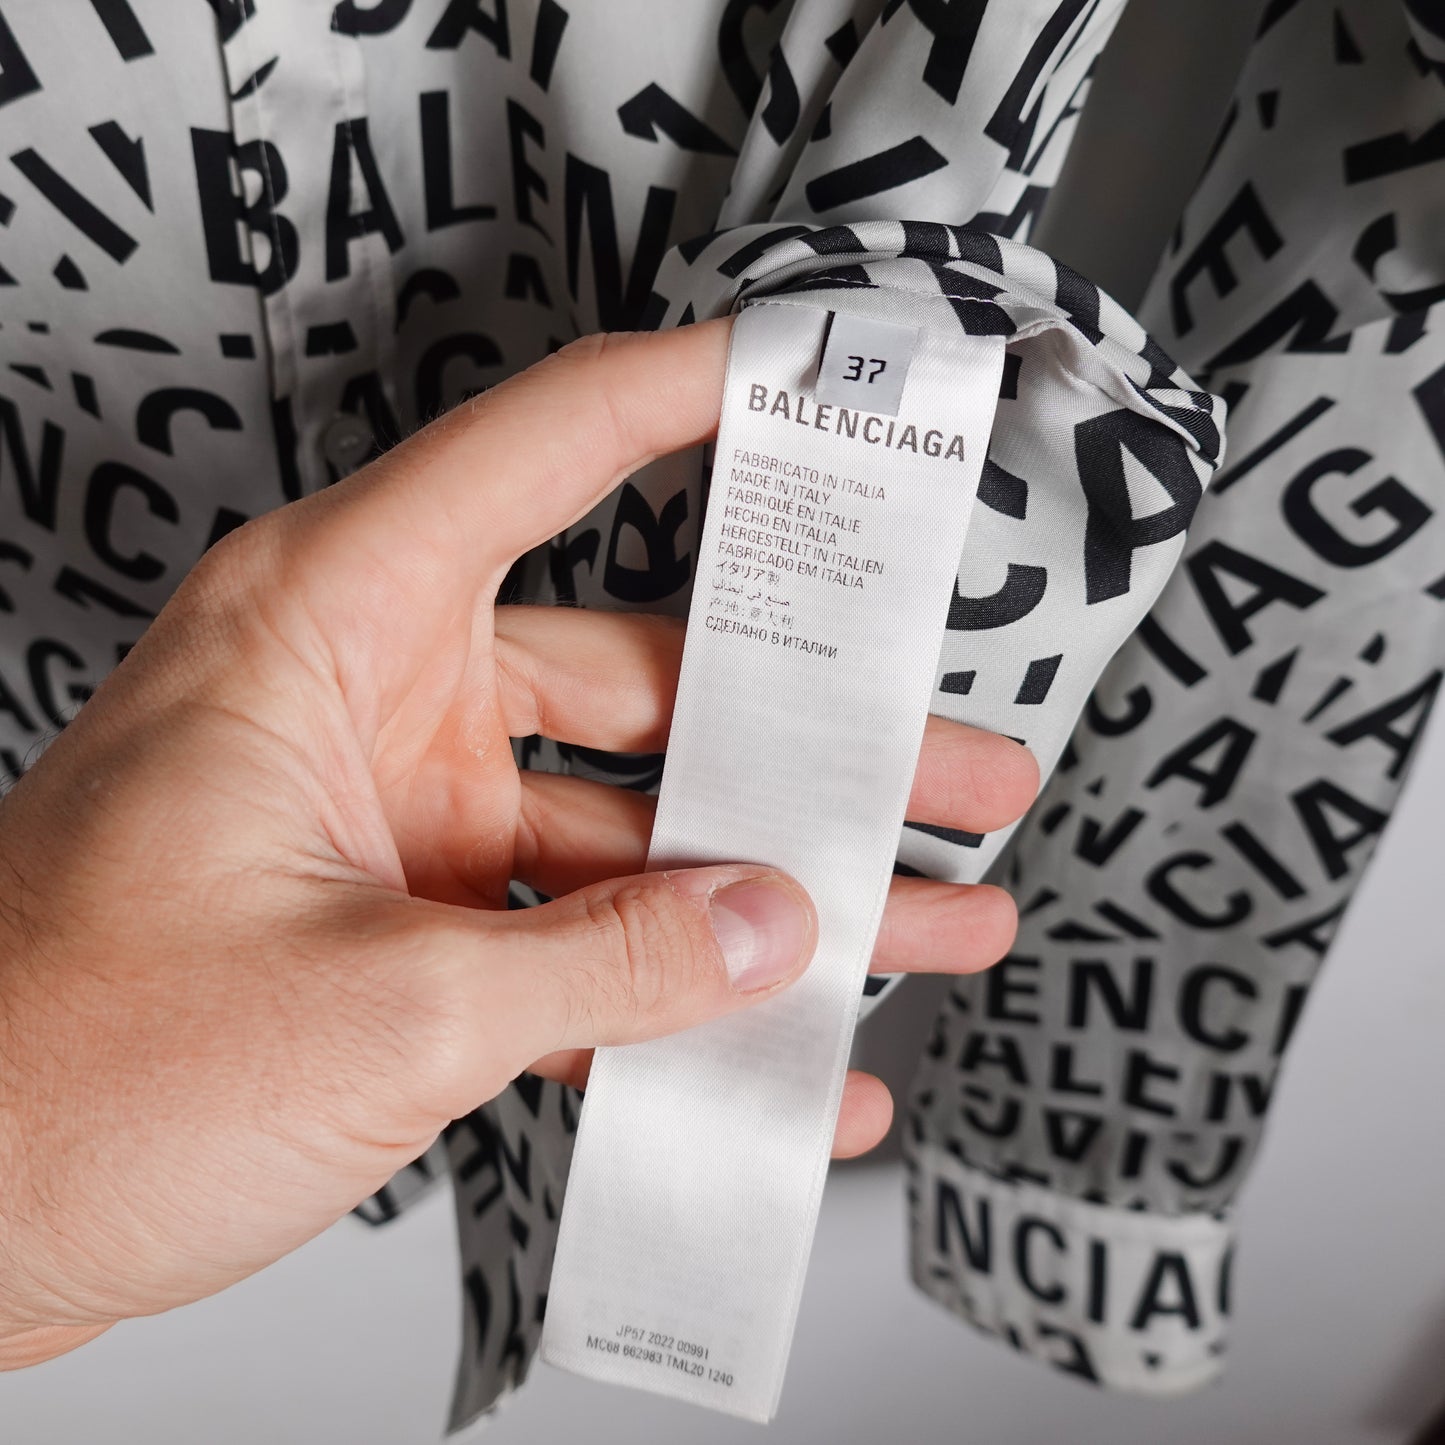 37
BALENCIAGA
FABBRICATO IN ITALIA
MADE IN ITALY
FABRIQUÉ EN ITALIE
HECHO EN ITALIA
HERGESTELLT IN ITALIEN
FABRICADO EM ITÁLIA
イタリア製
صنع في ايطاليا
产地: 意大利
СДЕЛАНО В ИТАЛИИ
JP57 2022 00991
MC68 662983 TML20 1240